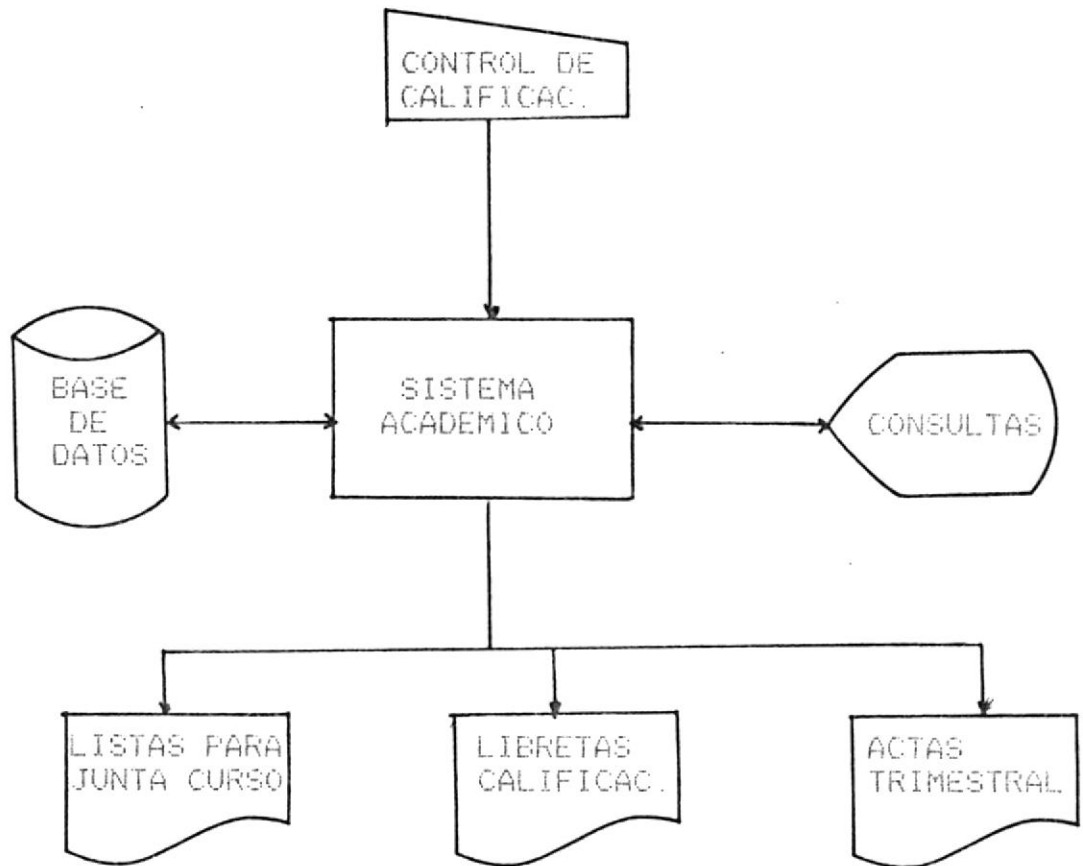 CONTROL DE
CALIFICAC.
BASE
DE
DATOS
SISTEMA
ACADEMICO
CONSULTAS
LISTAS PARA
JUNTA CURSO
LIBRETAS
CALIFICAC.
ACTAS
TRIMESTRAL